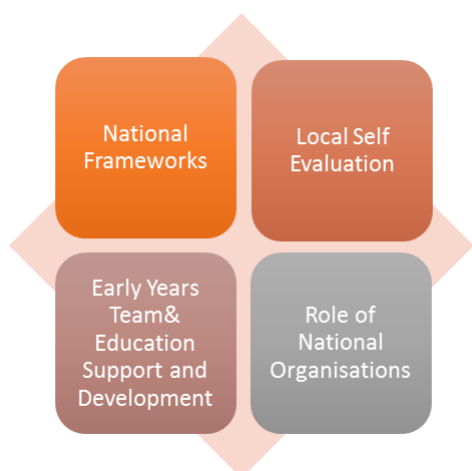 National
Frameworks
Local Self
Evaluation
Early Years
Team&
Education
Support and
Development
Role of
National
Organisations